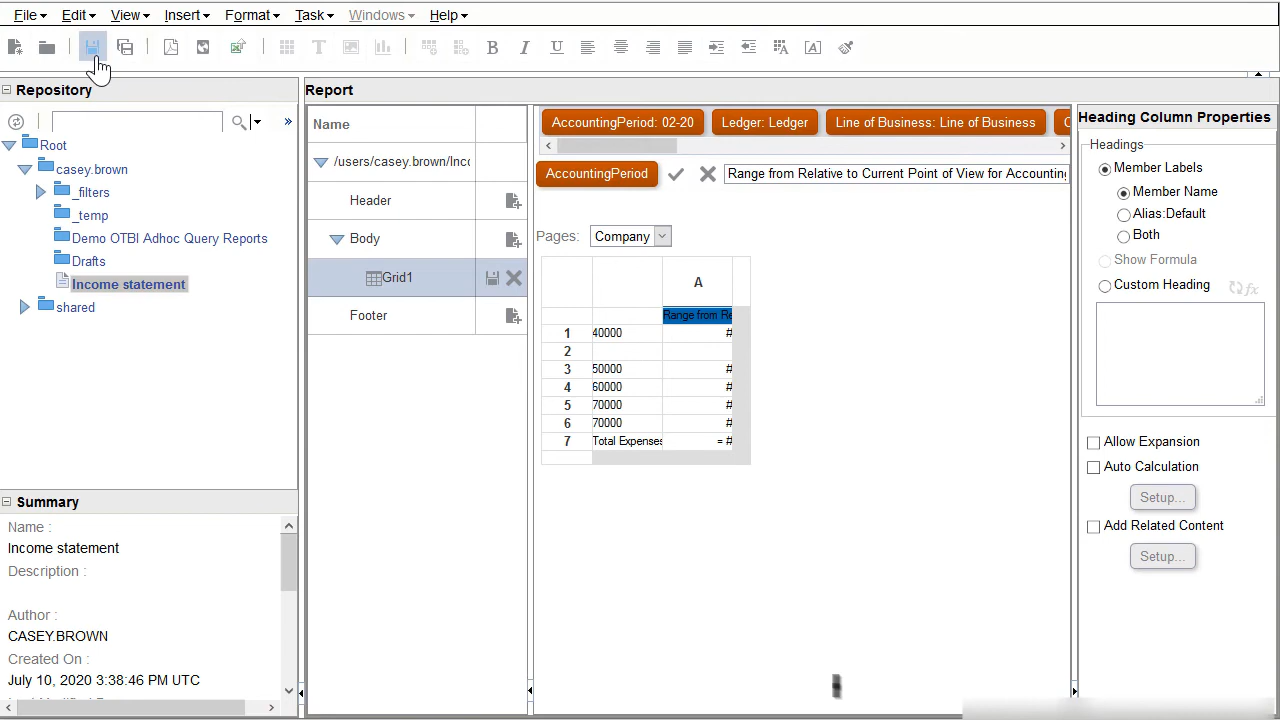 File Edit View Insert Format Task Windows Help
T B I U A A
Repository
Report
Root
casey.brown
_filters
_temp
Demo OTBI Adhoc Query Reports
Drafts
Income statement
shared
Summary
Name :
Income statement
Description :
Author :
CASEY.BROWN
Created On :
July 10, 2020 3:38:46 PM UTC
Name
/users/casey.brown/Inc
Header
Body
Grid1
Footer
AccountingPeriod: 02-20 Ledger: Ledger Line of Business: Line of Business
AccountingPeriod Range from Relative to Current Point of View for Accounting
Pages: Company
A
Range from Re
1 40000 #
2
3 50000 #
4 60000 #
5 70000 #
6 70000 #
7 Total Expenses = #
Heading Column Properties
Headings
Member Labels
Member Name
Alias:Default
Both
Show Formula
Custom Heading fx
Allow Expansion
Auto Calculation
Setup...
Add Related Content
Setup...